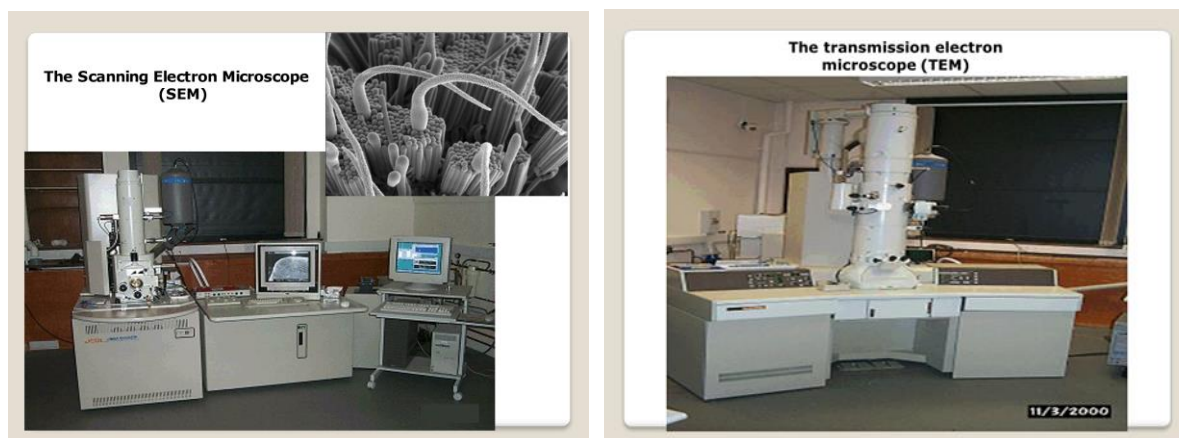 The Scanning Electron Microscope
(SEM)
The transmission electron
microscope (TEM)
11/3/2000